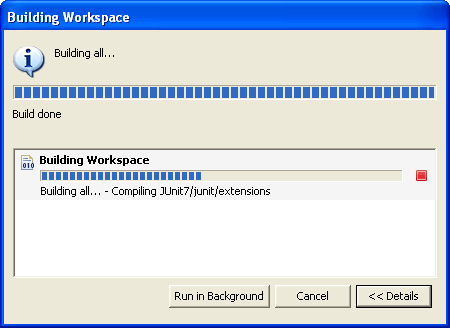 Building Workspace
Building all...
Build done
010
Building Workspace
Building all... - Compiling JUnit7/junit/extensions
Run in Background
Cancel
<< Details